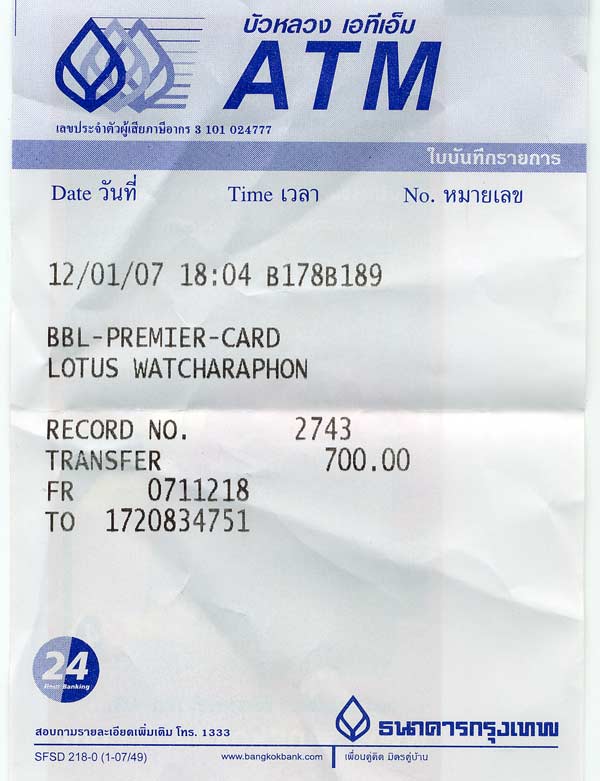 บัวหลวง เอทีเอ็ม
ATM
เลขประจำตัวผู้เสียภาษีอากร 3 101 024777
ใบบันทึกรายการ
Date วันที่ Time เวลา No. หมายเลข
12/01/07 18:04 B178B189
BBL-PREMIER-CARD
LOTUS WATCHARAPHON
RECORD NO. 2743
TRANSFER 700.00
FR 0711218
TO 1720834751
24
Hour Banking
สอบถามรายละเอียดเพิ่มเติม โทร. 1333
ธนาคารกรุงเทพ
SFSD 218-0 (1-07/49) www.bangkokbank.com เพื่อนคู่คิด มิตรคู่บ้าน